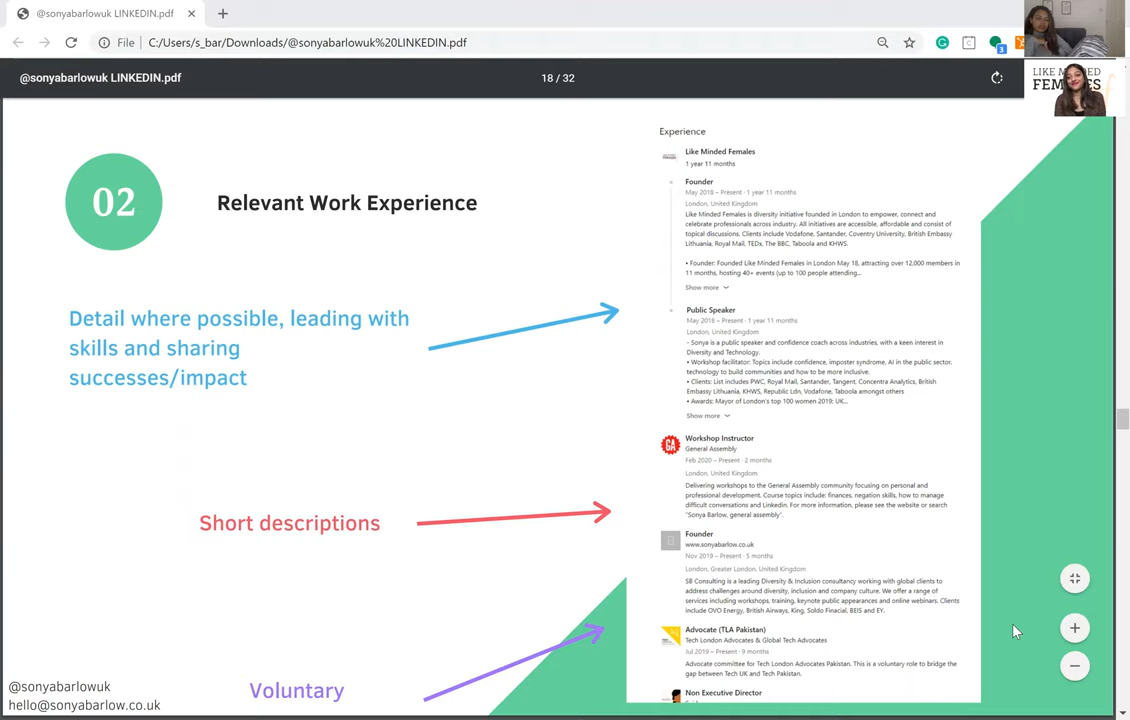 @sonyabarlowuk LINKEDIN.pdf
File
C:/Users/s_bar/Downloads/@sonyabarlowuk%20LINKEDIN.pdf
3
@sonyabarlowuk LINKEDIN.pdf
18 / 32
LIKE M
FEM ES
02
Relevant Work Experience
Detail where possible, leading with
skills and sharing
successes/impact
Short descriptions
Voluntary
@sonyabarlowuk
hello@sonyabarlow.co.uk
Experience
Like Minded Females
1 year 11 months
Founder
May 2018 – Present · 1 year 11 months
London, United Kingdom
Like Minded Females is diversity initiative founded in London to empower, connect and
celebrate professionals across industry. All initiatives are accessible, affordable and consist of
topical discussions. Clients include Vodafone, Santander, Coventry University, British Embassy
Lithuania, Royal Mail, TEDx, The BBC, Taboola and KHWS.
• Founder: Founded Like Minded Females in London May 18, attracting over 12,000 members in
11 months, hosting 40+ events (up to 100 people attending...
Show more
Public Speaker
May 2018 – Present · 1 year 11 months
London, United Kingdom
- Sonya is a public speaker and confidence coach across industries, with a keen interest in
Diversity and Technology.
• Workshop facilitator: Topics include confidence, imposter syndrome, AI in the public sector,
technology to build communities and how to be more inclusive.
• Clients: List includes PWC, Royal Mail, Santander, Tangent, Concentra Analytics, British
Embassy Lithuania, KHWS, Republic Ldn, Vodafone, Taboola amongst others
• Awards: Mayor of London's top 100 women 2019; UK...
Show more
GA
Workshop Instructor
General Assembly
Feb 2020 – Present · 2 months
London, United Kingdom
Delivering workshops to the General Assembly community focusing on personal and
professional development. Course topics include: finances, negation skills, how to manage
difficult conversations and Linkedin. For more information, please see the website or search
"Sonya Barlow, general assembly".
Founder
www.sonyabarlow.co.uk
Nov 2019 – Present · 5 months
London, Greater London, United Kingdom
SB Consulting is a leading Diversity & Inclusion consultancy working with global clients to
address challenges around diversity, inclusion and company culture. We offer a range of
services including workshops, training, keynote public appearances and online webinars. Clients
include OVO Energy, British Airways, King, Soldo Finacial, BEIS and EY.
Advocate (TLA Pakistan)
Tech London Advocates & Global Tech Advocates
Jul 2019 – Present · 9 months
Advocate committee for Tech London Advocates Pakistan. This is a voluntary role to bridge the
gap between Tech UK and Tech Pakistan.
Non Executive Director